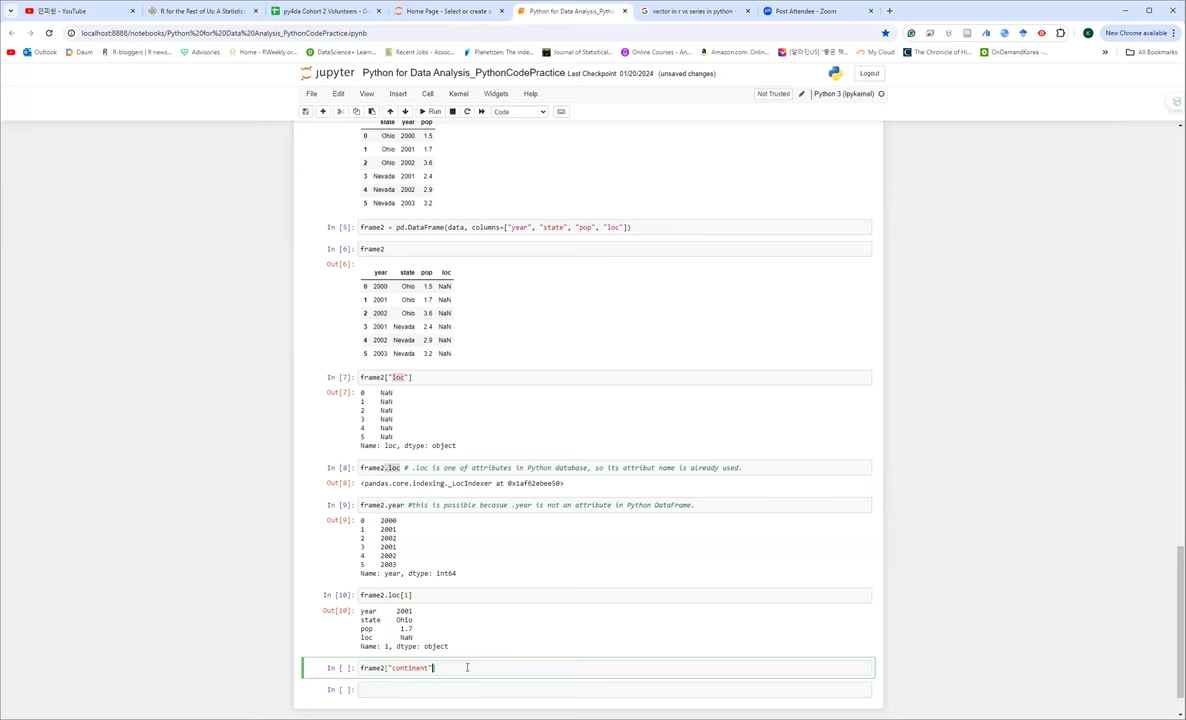 인피쉰 - YouTube
R for the Rest of Us: A Statistic
py4da Cohort 2 Volunteers - Go
Home Page - Select or create a
Python for Data Analysis_Pytho
vector in r vs series in python -
Post Attendee - Zoom
localhost:8888/notebooks/Python%20for%20Data%20Analysis_PythonCodePractice.ipynb
New Chrome available
Outlook
Daum
R-bloggers | R news...
Advisories
Home - RWeekly.or...
DataScience+ Learn...
Recent Jobs - Assoc...
Planetizen: The inde...
Journal of Statistical...
Online Courses - An...
Amazon.com: Onlin...
My Cloud
The Chronicle of Hi...
OnDemandKorea -...
All Bookmarks
jupyter Python for Data Analysis_PythonCodePractice Last Checkpoint: 01/20/2024 (unsaved changes)
Logout
File Edit View Insert Cell Kernel Widgets Help
Not Trusted
Python 3 (ipykernel)
Run
Code
state year pop
0 Ohio 2000 1.5
1 Ohio 2001 1.7
2 Ohio 2002 3.6
3 Nevada 2001 2.4
4 Nevada 2002 2.9
5 Nevada 2003 3.2
In [5]: frame2 = pd.DataFrame(data, columns=["year", "state", "pop", "loc"])
In [6]: frame2
Out[6]:
year state pop loc
0 2000 Ohio 1.5 NaN
1 2001 Ohio 1.7 NaN
2 2002 Ohio 3.6 NaN
3 2001 Nevada 2.4 NaN
4 2002 Nevada 2.9 NaN
5 2003 Nevada 3.2 NaN
In [7]: frame2["loc"]
Out[7]: 0 NaN
1 NaN
2 NaN
3 NaN
4 NaN
5 NaN
Name: loc, dtype: object
In [8]: frame2.loc # .loc is one of attributes in Python database, so its attribut name is already used.
Out[8]: <pandas.core.indexing._LocIndexer at 0x1af62ebee50>
In [9]: frame2.year #this is possible becasue .year is not an attribute in Python DataFrame.
Out[9]: 0 2000
1 2001
2 2002
3 2001
4 2002
5 2003
Name: year, dtype: int64
In [10]: frame2.loc[1]
Out[10]: year 2001
state Ohio
pop 1.7
loc NaN
Name: 1, dtype: object
In [ ]: frame2["continent"]
In [ ]: